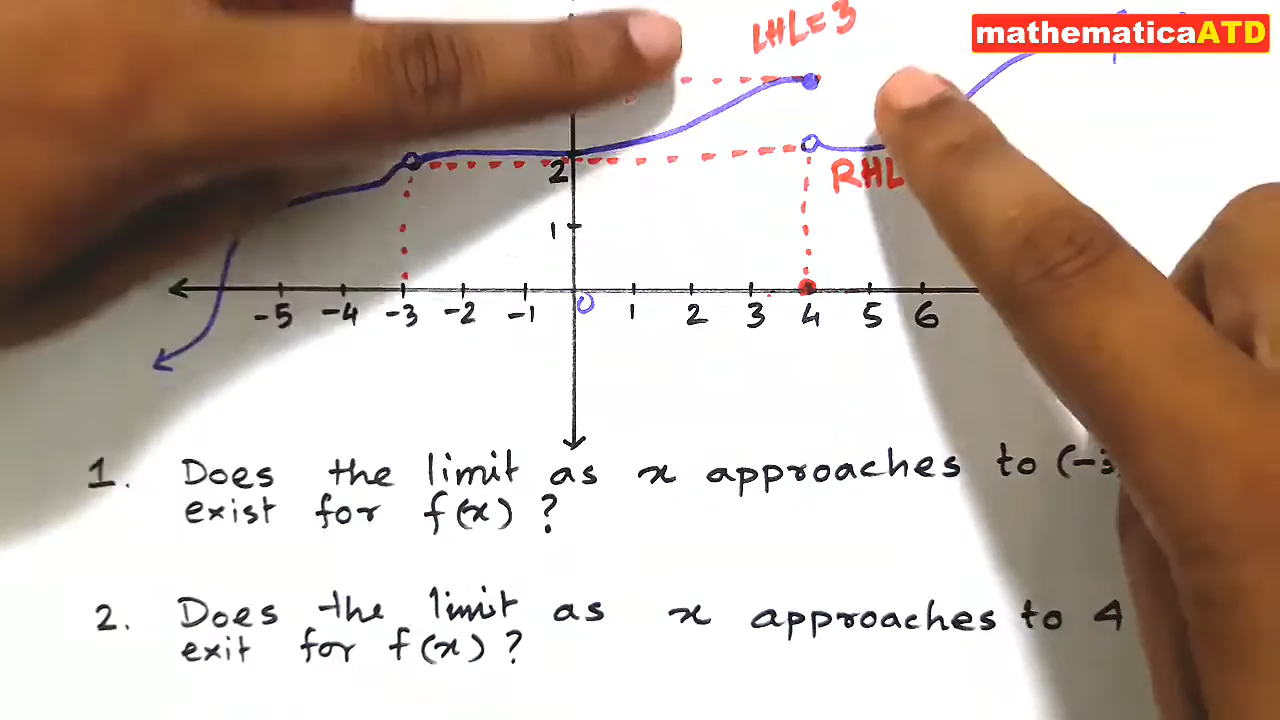 mathematicaATD
LHL=3
RHL
2
1
-5 -4 -3 -2 -1 0 1 2 3 4 5 6
1. Does the limit as x approaches to (-3
exist for f(x) ?
2. Does the limit as x approaches to 4
exit for f(x) ?